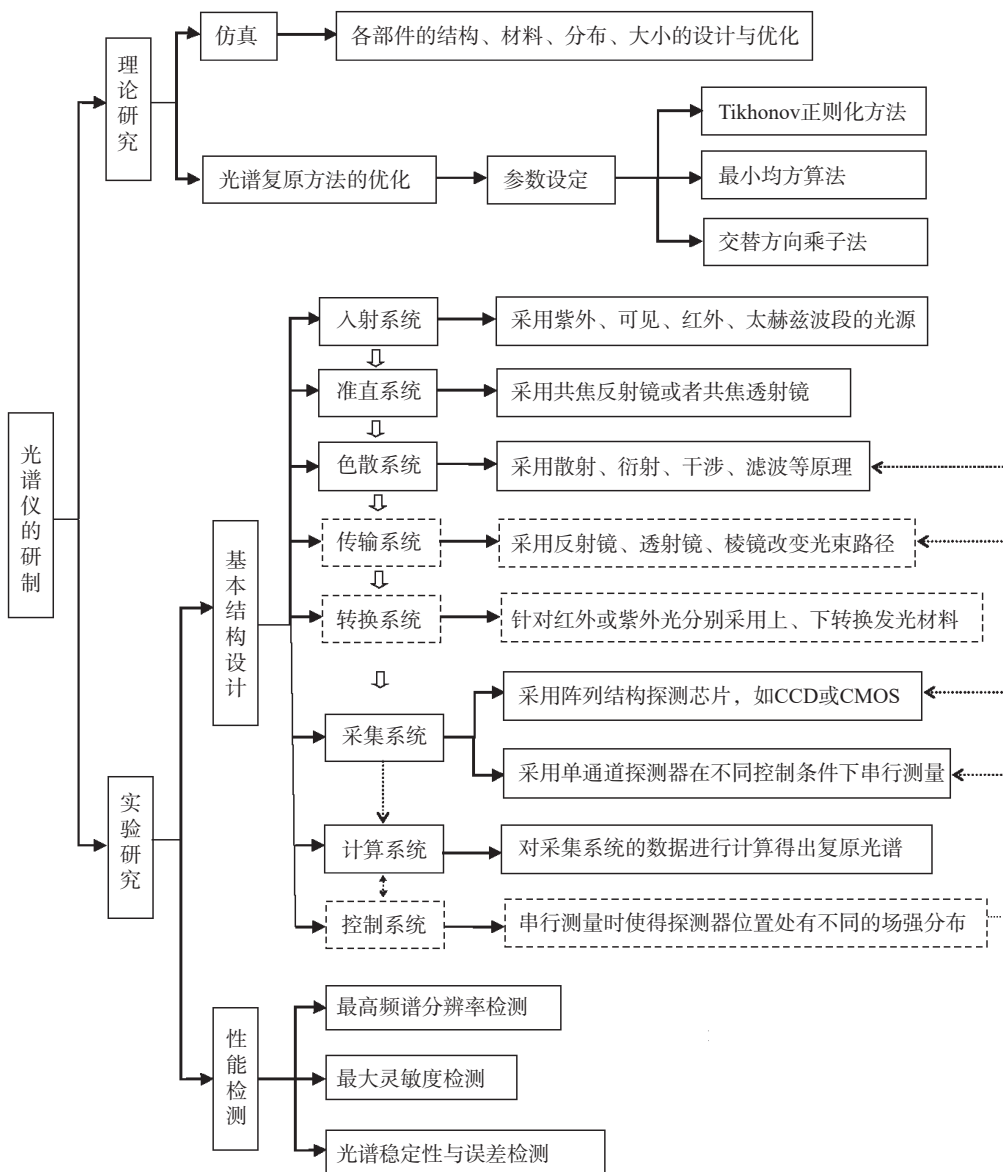 光谱仪的研制
理论研究
仿真
各部件的结构、材料、分布、大小的设计与优化
光谱复原方法的优化
参数设定
Tikhonov正则化方法
最小均方算法
交替方向乘子法
实验研究
基本结构设计
入射系统
采用紫外、可见、红外、太赫兹波段的光源
准直系统
采用共焦反射镜或者共焦透射镜
色散系统
采用散射、衍射、干涉、滤波等原理
传输系统
采用反射镜、透射镜、棱镜改变光束路径
转换系统
针对红外或紫外光分别采用上、下转换发光材料
采集系统
采用阵列结构探测芯片，如CCD或CMOS
采用单通道探测器在不同控制条件下串行测量
计算系统
对采集系统的数据进行计算得出复原光谱
控制系统
串行测量时使得探测器位置处有不同的场强分布
性能检测
最高频谱分辨率检测
最大灵敏度检测
光谱稳定性与误差检测